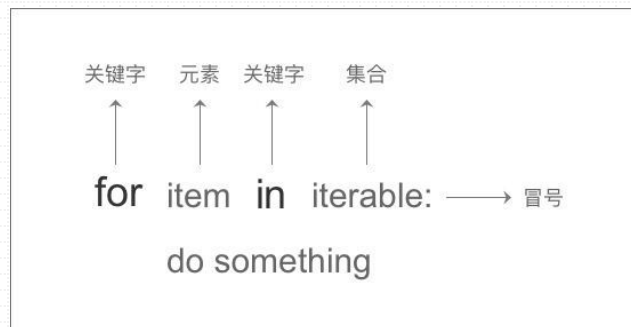 关键字 元素 关键字 集合
for item in iterable: 冒号
do something